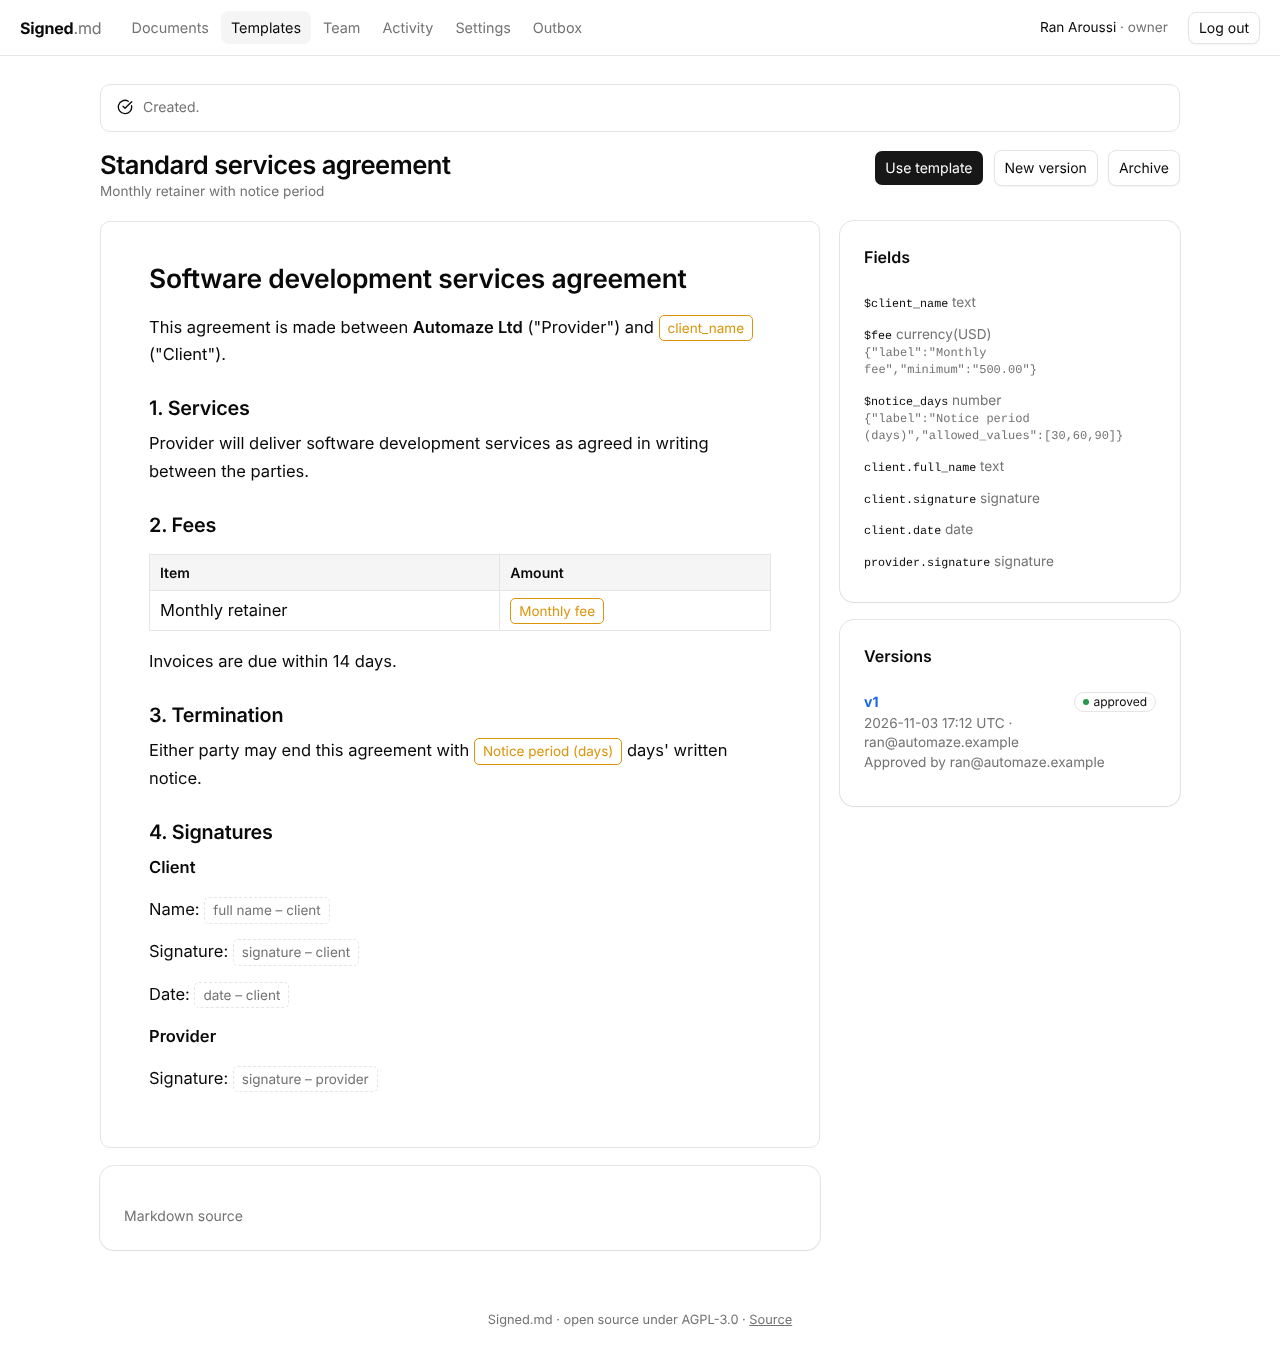 Signed.md Documents Templates Team Activity Settings Outbox Ran Aroussi · owner Log out
Created.
Standard services agreement
Monthly retainer with notice period
Use template New version Archive
Software development services agreement
This agreement is made between Automaze Ltd ("Provider") and client_name
("Client").
1. Services
Provider will deliver software development services as agreed in writing
between the parties.
2. Fees
Item Amount
Monthly retainer Monthly fee
Invoices are due within 14 days.
3. Termination
Either party may end this agreement with Notice period (days) days' written
notice.
4. Signatures
Client
Name: full name – client
Signature: signature – client
Date: date – client
Provider
Signature: signature – provider
Markdown source
Fields
$client_name text
$fee currency(USD)
{"label":"Monthly
fee","minimum":"500.00"}
$notice_days number
{"label":"Notice period
(days)","allowed_values":[30,60,90]}
client.full_name text
client.signature signature
client.date date
provider.signature signature
Versions
v1 approved
2026-11-03 17:12 UTC ·
ran@automaze.example
Approved by ran@automaze.example
Signed.md · open source under AGPL-3.0 · Source